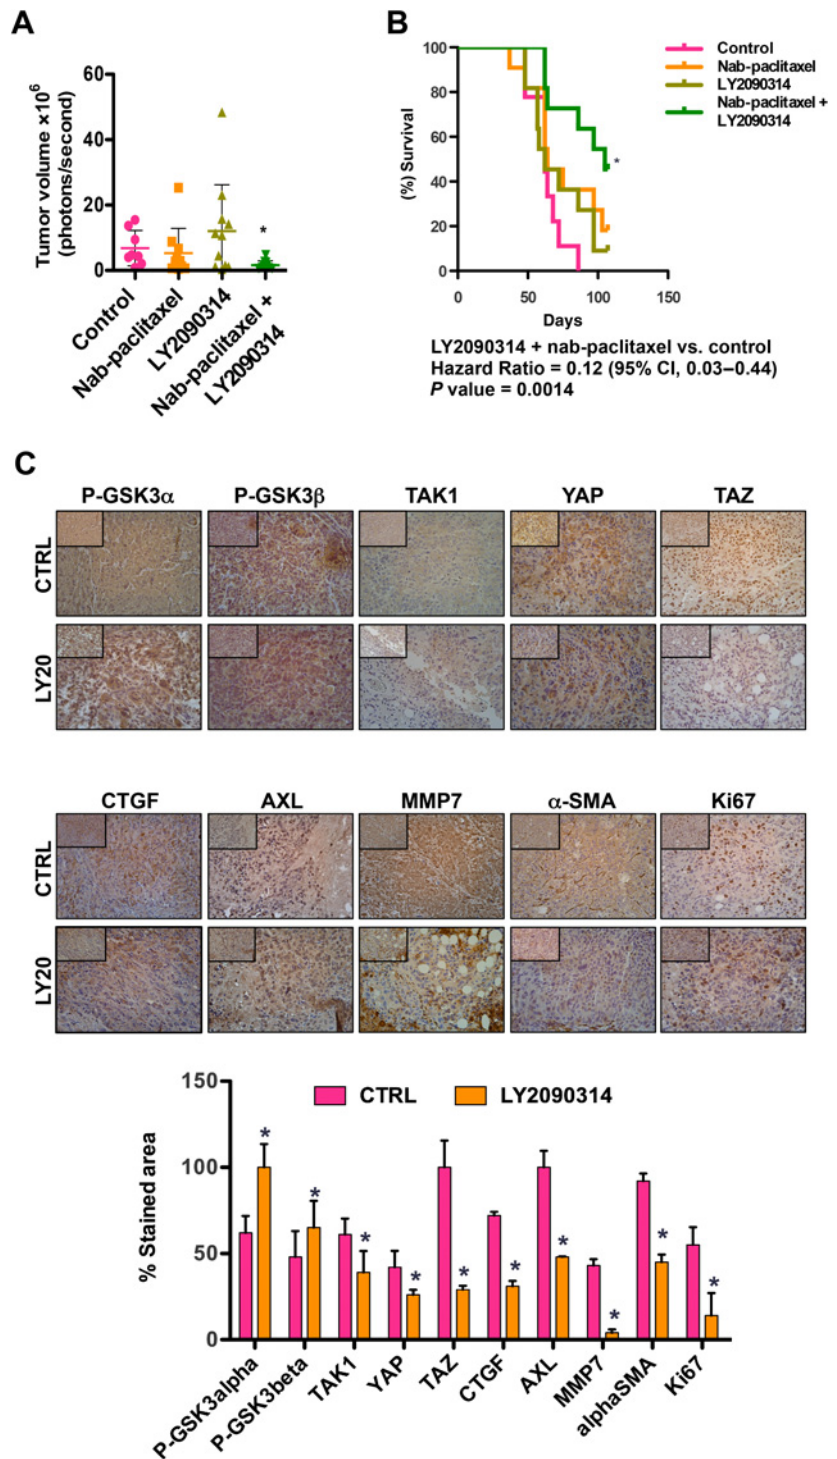 A
Tumor volume ×10⁶
(photons/second)
60
40
20
0
*
Control
Nab-paclitaxel
LY2090314
Nab-paclitaxel +
LY2090314
B
(%) Survival
100
80
60
40
20
0
*
0
50
100
150
Days
Control
Nab-paclitaxel
LY2090314
Nab-paclitaxel +
LY2090314
LY2090314 + nab-paclitaxel vs. control
Hazard Ratio = 0.12 (95% CI, 0.03–0.44)
P value = 0.0014
C
P-GSK3α P-GSK3β TAK1 YAP TAZ
CTRL
LY20
CTGF AXL MMP7 α-SMA Ki67
CTRL
LY20
% Stained area
150
100
50
0
CTRL LY2090314
* * * * * * * * * *
P-GSK3alpha
P-GSK3beta
TAK1
YAP
TAZ
CTGF
AXL
MMP7
alphaSMA
Ki67